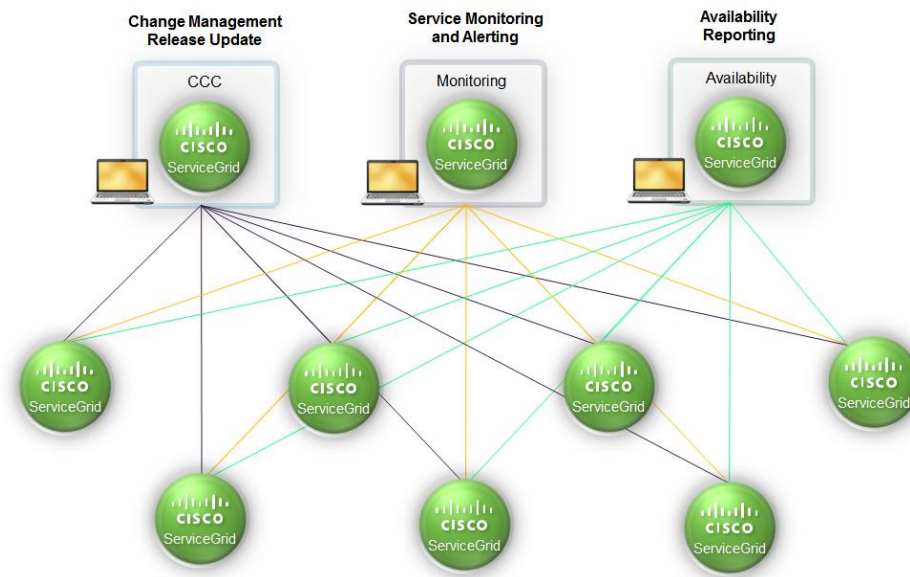 Change Management
Release Update
Service Monitoring
and Alerting
Availability
Reporting
CCC
CISCO
ServiceGrid
Monitoring
CISCO
ServiceGrid
Availability
CISCO
ServiceGrid
CISCO
ServiceGrid
CISCO
ServiceGrid
CISCO
ServiceGrid
CISCO
ServiceGrid
CISCO
ServiceGrid
CISCO
ServiceGrid
CISCO
ServiceGrid